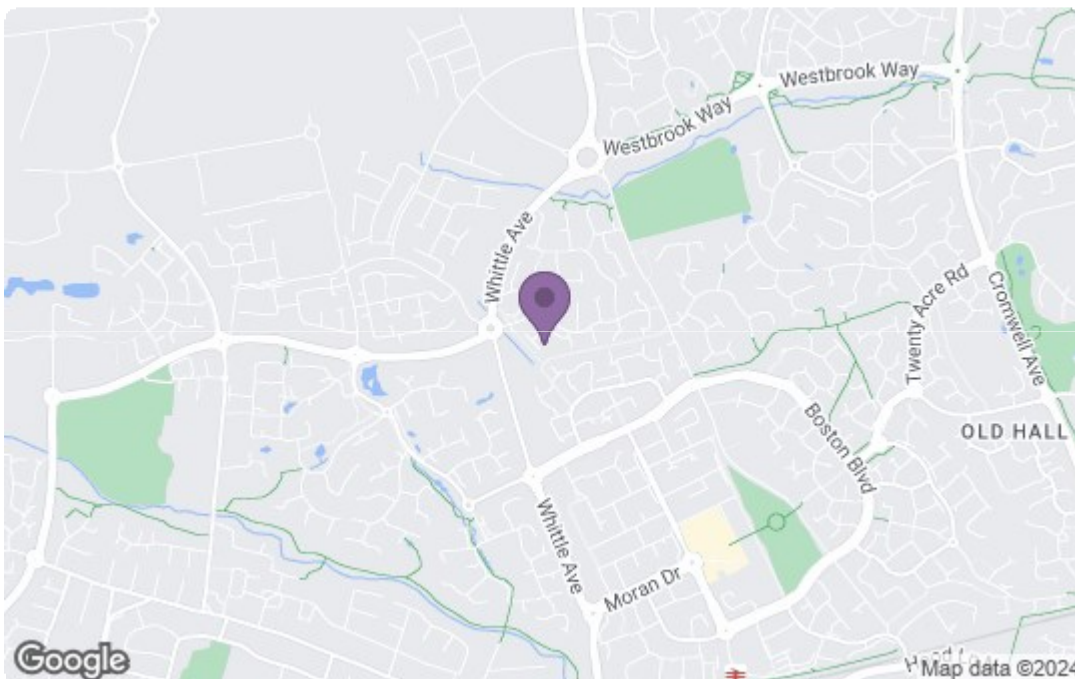 Westbrook Way
Westbrook Way
Whittle Ave
Twenty Acre Rd
Cromwell Ave
Boston Blvd
OLD HALL
Whittle Ave
Moran Dr
Google
Map data ©2024